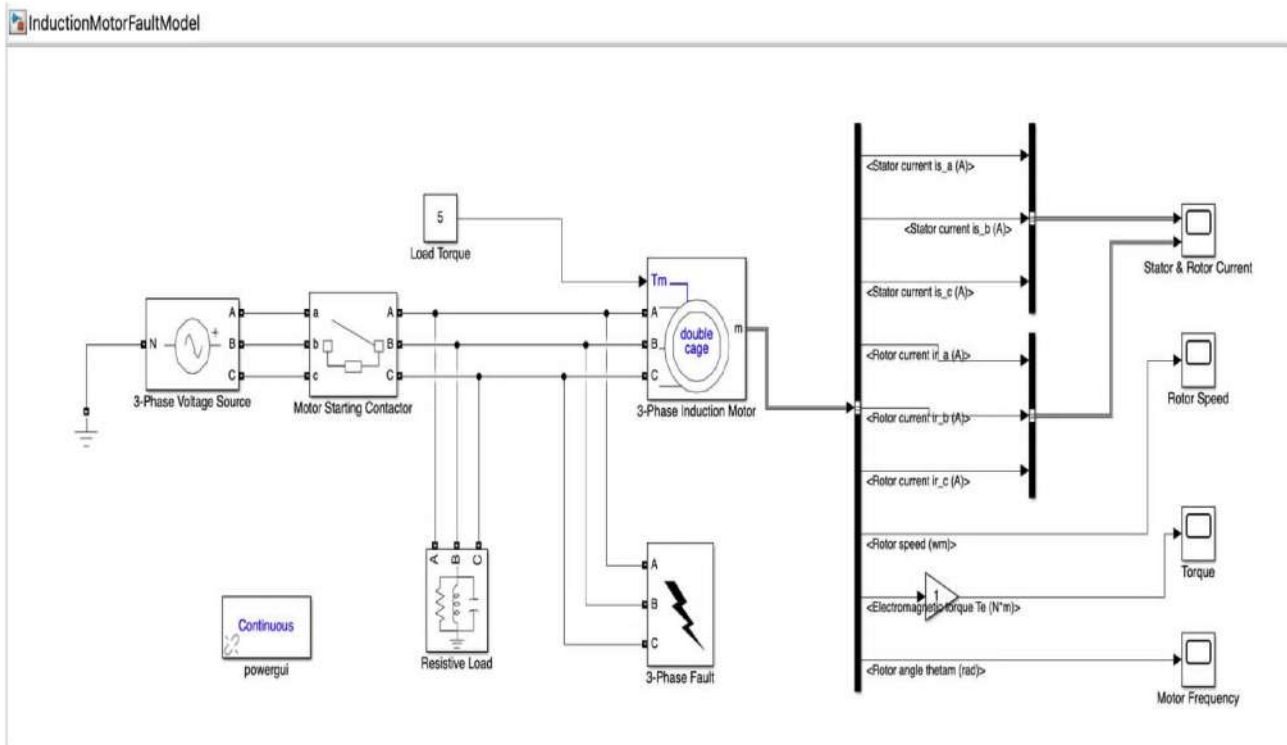 InductionMotorFaultModel
<Stator current is_a (A)>
<Stator current is_b (A)>
<Stator current is_c (A)>
<Rotor current ir_a (A)>
<Rotor current ir_b (A)>
<Rotor current ir_c (A)>
<Rotor speed (wm)>
<Electromagnetic torque Te (N*m)>
1
<Rotor angle thetam (rad)>
5
Load Torque
Tm
A
B
C
double
cage
m
3-Phase Induction Motor
N
+
A
B
C
3-Phase Voltage Source
a
b
c
A
B
C
Motor Starting Contactor
A B C
Resistive Load
A
B
C
3-Phase Fault
Continuous
powergui
Stator & Rotor Current
Rotor Speed
Torque
Motor Frequency